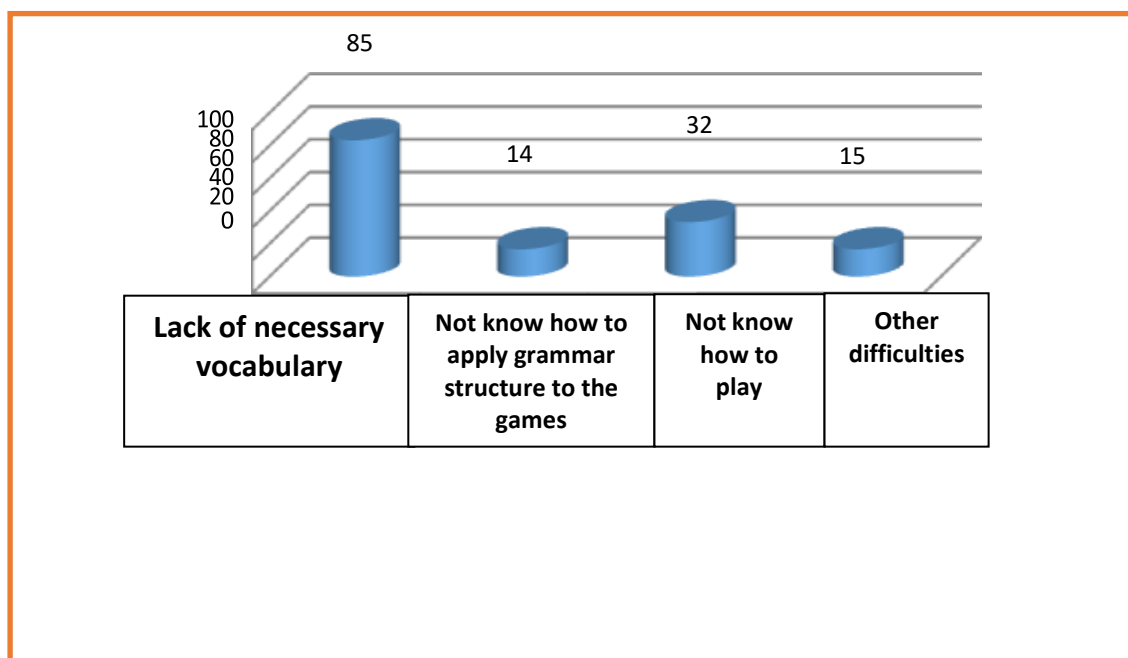 85
14
32
15
100
80
60
40
20
0
Lack of necessary
vocabulary
Not know how to
apply grammar
structure to the
games
Not know
how to
play
Other
difficulties